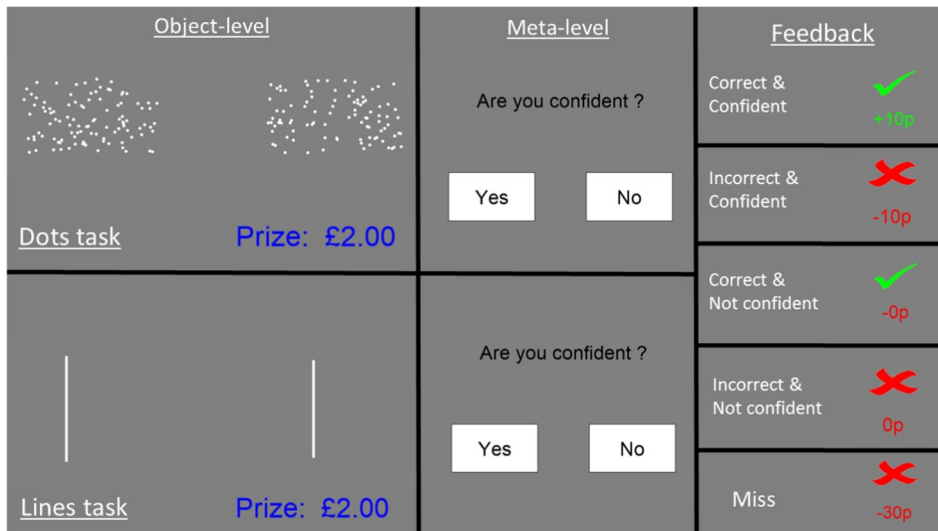 Object-level
Dots task
Prize: £2.00
Lines task
Prize: £2.00
Meta-level
Are you confident ?
Yes
No
Are you confident ?
Yes
No
Feedback
Correct &
Confident
+10p
Incorrect &
Confident
-10p
Correct &
Not confident
-0p
Incorrect &
Not confident
0p
Miss
-30p